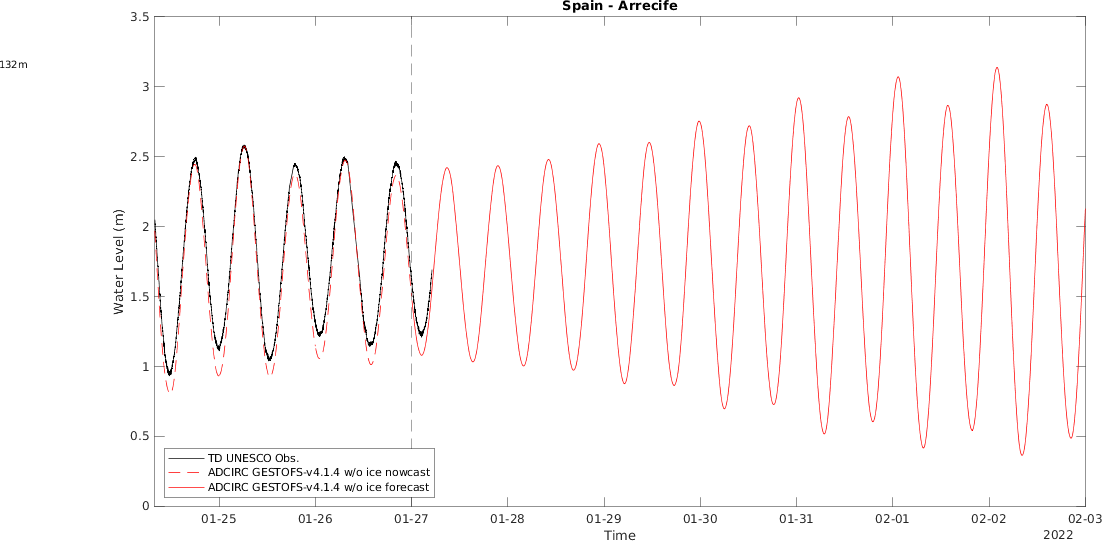 Spain - Arrecife
132m
3.5
3
2.5
2
1.5
1
0.5
0
Water Level (m)
TD UNESCO Obs.
ADCIRC GESTOFS-v4.1.4 w/o ice nowcast
ADCIRC GESTOFS-v4.1.4 w/o ice forecast
01-25 01-26 01-27 01-28 01-29 01-30 01-31 02-01 02-02 02-03
Time
2022